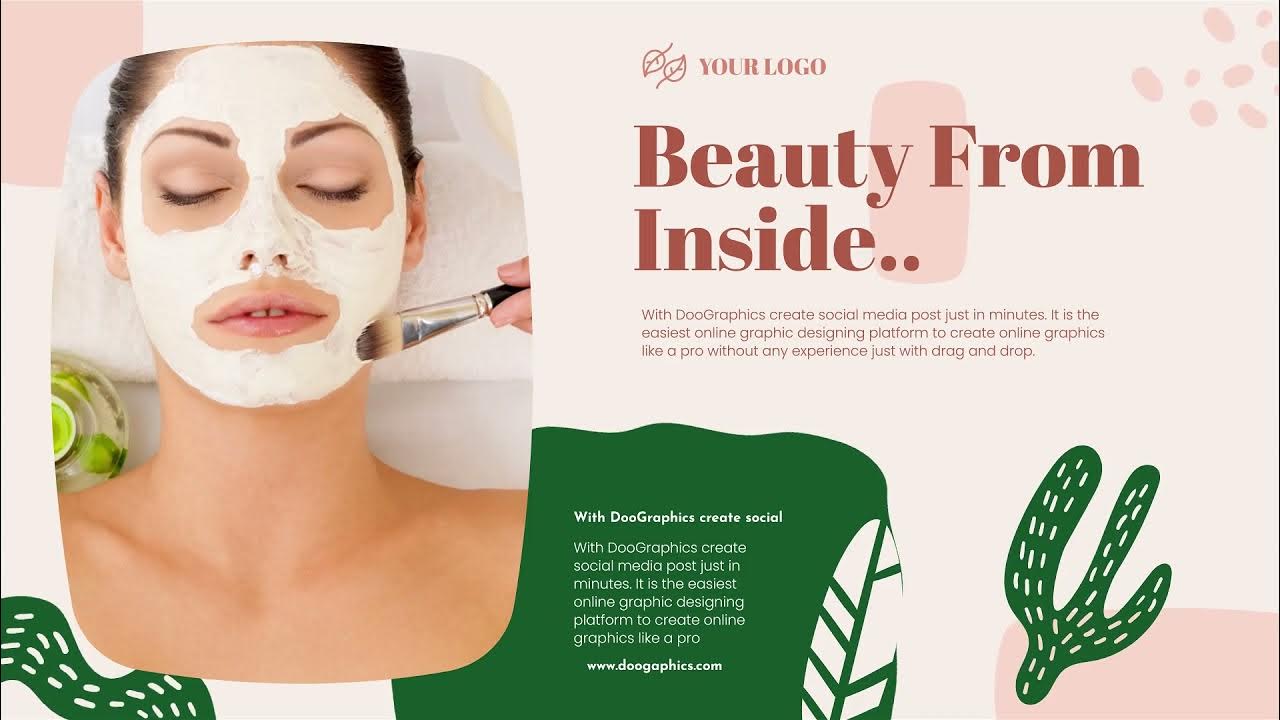 YOUR LOGO
Beauty From
Inside..
With DooGraphics create social media post just in minutes. It is the
easiest online graphic designing platform to create online graphics
like a pro without any experience just with drag and drop.
With DooGraphics create social
With DooGraphics create
social media post just in
minutes. It is the easiest
online graphic designing
platform to create online
graphics like a pro
www.doogaphics.com